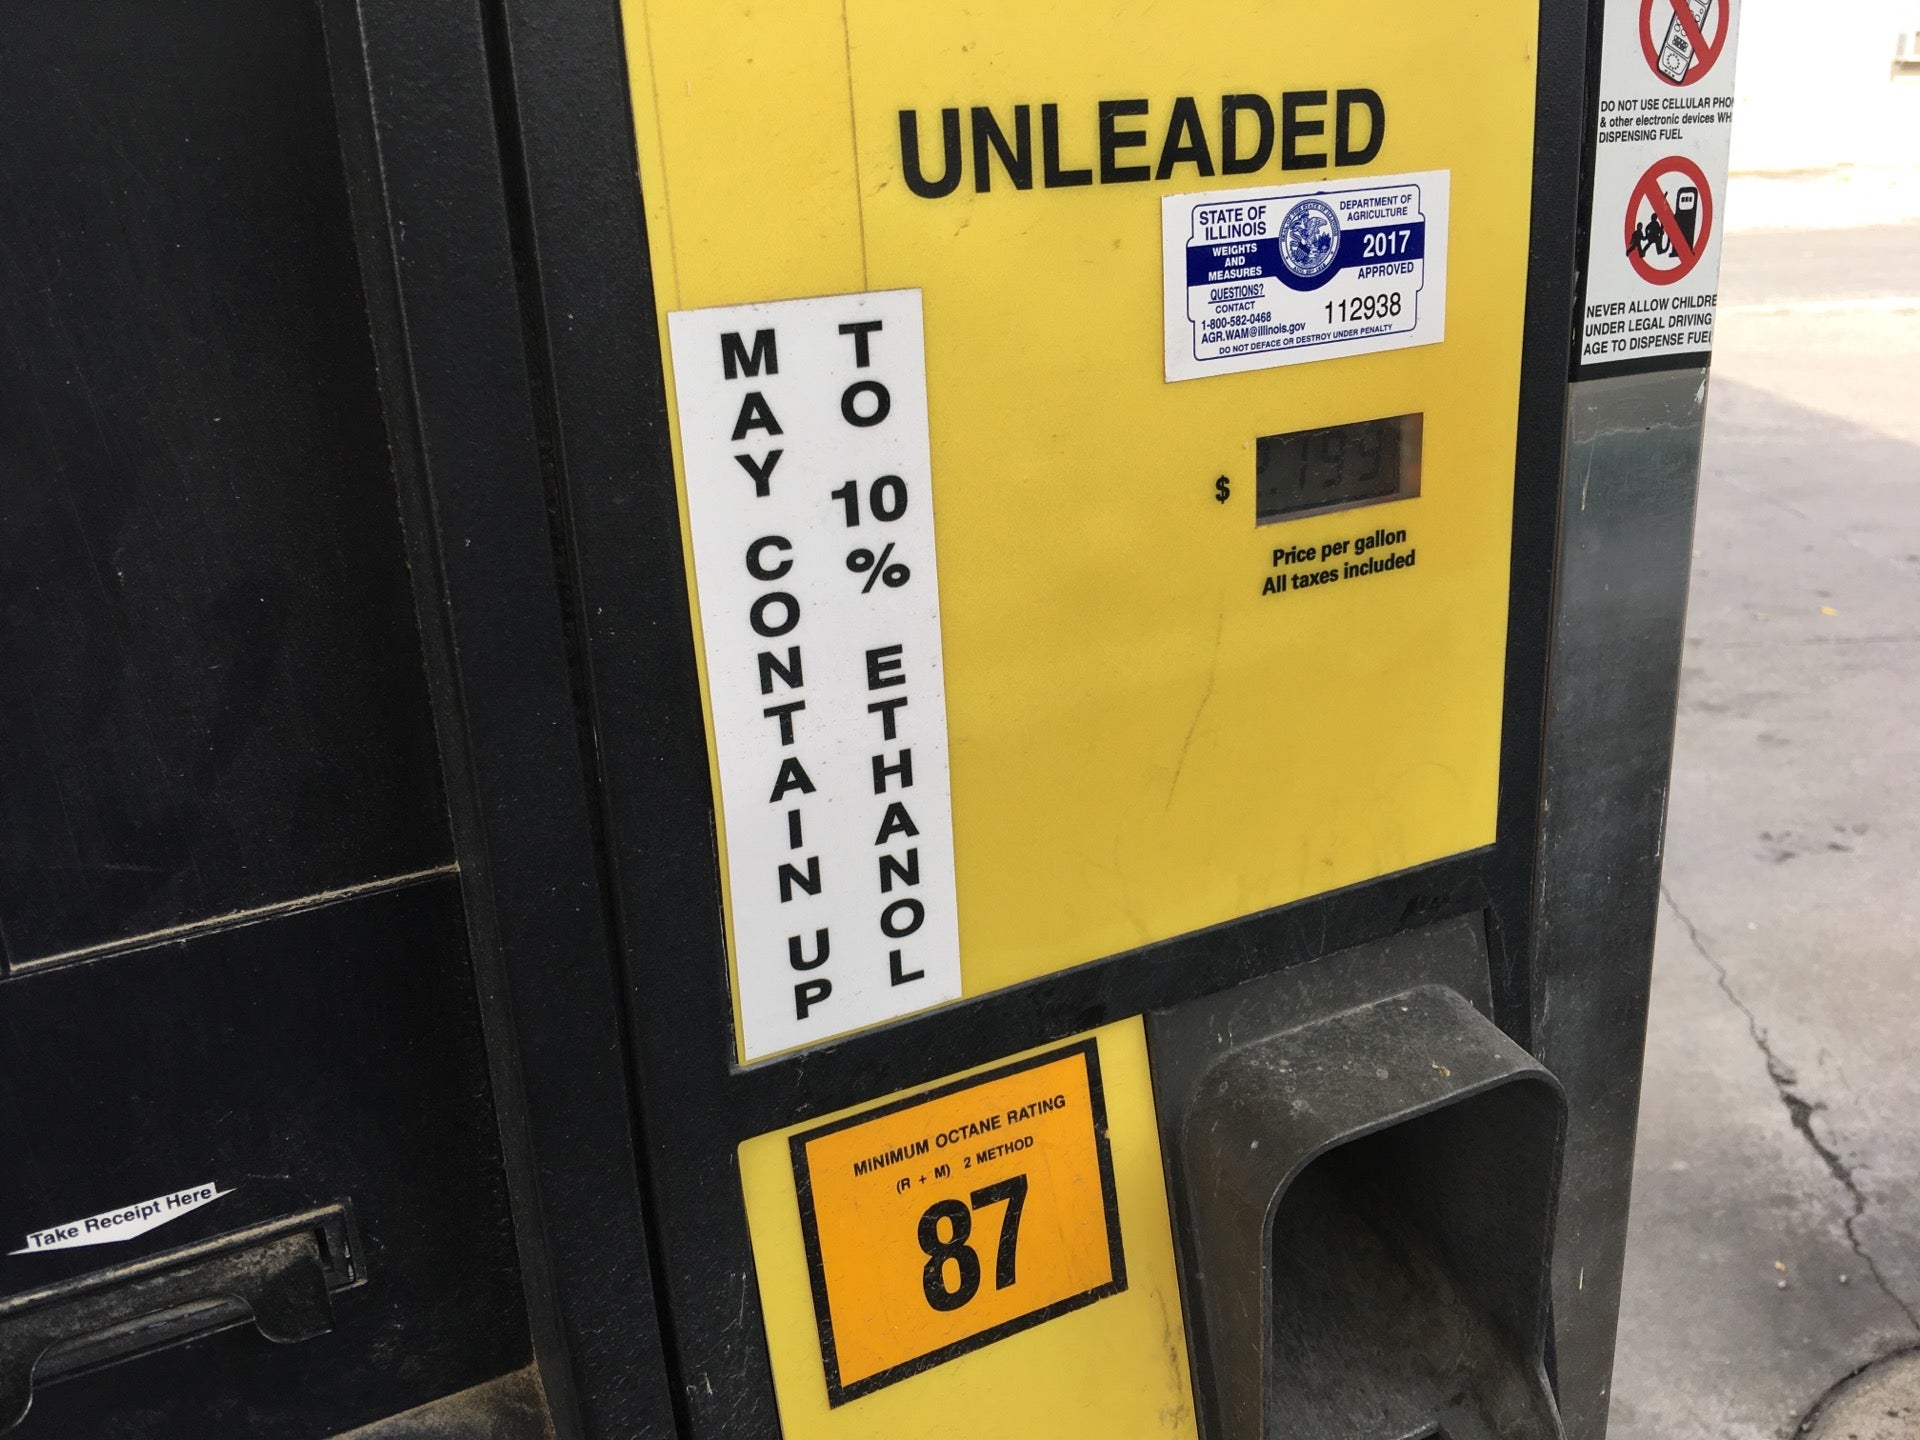 UNLEADED
STATE OF
ILLINOIS
WEIGHTS
AND
MEASURES
QUESTIONS?
CONTACT
1-800-582-0468
AGR.WAM@illinois.gov
DEPARTMENT OF
AGRICULTURE
2017
APPROVED
112938
DO NOT DEFACE OR DESTROY UNDER PENALTY
$ 2.199
Price per gallon
All taxes included
MAY CONTAIN UP
TO 10% ETHANOL
MINIMUM OCTANE RATING
(R + M) 2 METHOD
87
Take Receipt Here
DO NOT USE CELLULAR
& other electronic devices
DISPENSING FUEL
NEVER ALLOW
UNDER LEGAL DRIVING
AGE TO DISPENSE FUEL